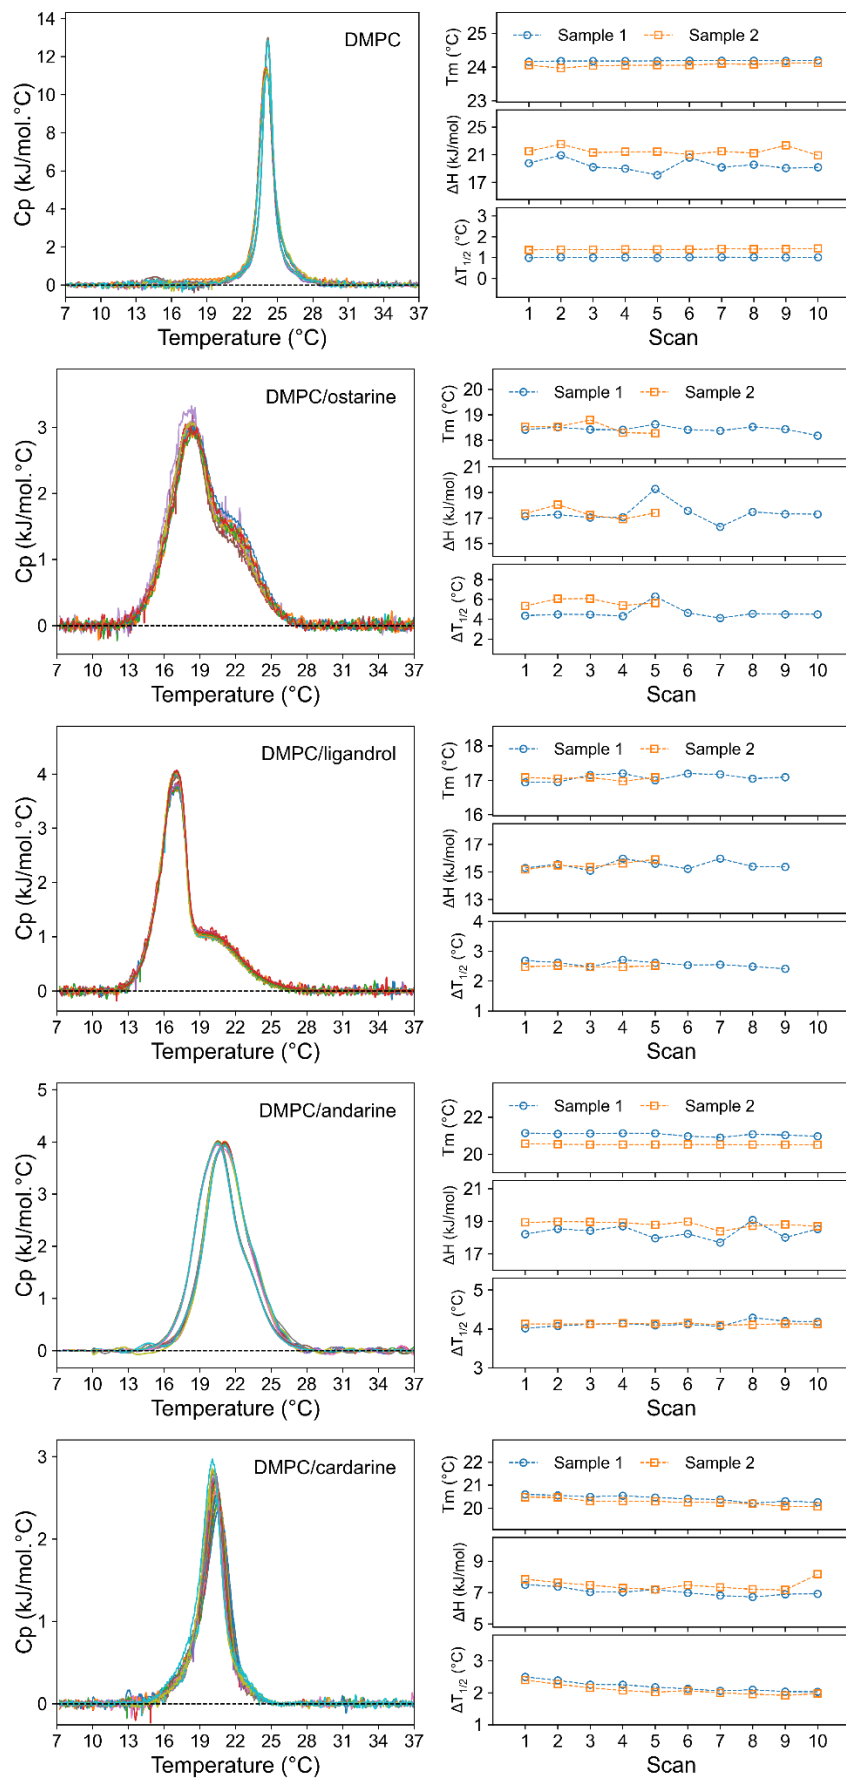 DMPC
14
12
10
8
6
4
2
0
Cp (kJ/mol.°C)
7 10 13 16 19 22 25 28 31 34 37
Temperature (°C)
Sample 1 Sample 2
25
24
23
Tm (°C)
25
21
17
ΔH (kJ/mol)
3
2
1
0
ΔT1/2 (°C)
1 2 3 4 5 6 7 8 9 10
Scan
DMPC/ostarine
3
2
1
0
Cp (kJ/mol.°C)
7 10 13 16 19 22 25 28 31 34 37
Temperature (°C)
Sample 1 Sample 2
20
19
18
Tm (°C)
21
19
17
15
ΔH (kJ/mol)
8
6
4
2
ΔT1/2 (°C)
1 2 3 4 5 6 7 8 9 10
Scan
DMPC/ligandrol
4
3
2
1
0
Cp (kJ/mol.°C)
7 10 13 16 19 22 25 28 31 34 37
Temperature (°C)
Sample 1 Sample 2
18
17
16
Tm (°C)
17
15
13
ΔH (kJ/mol)
4
3
2
1
ΔT1/2 (°C)
1 2 3 4 5 6 7 8 9 10
Scan
DMPC/andarine
5
4
3
2
1
0
Cp (kJ/mol.°C)
7 10 13 16 19 22 25 28 31 34 37
Temperature (°C)
Sample 1 Sample 2
22
20
Tm (°C)
21
19
17
ΔH (kJ/mol)
5
4
3
ΔT1/2 (°C)
1 2 3 4 5 6 7 8 9 10
Scan
DMPC/cardarine
3
2
1
0
Cp (kJ/mol.°C)
7 10 13 16 19 22 25 28 31 34 37
Temperature (°C)
Sample 1 Sample 2
22
21
20
Tm (°C)
9
7
5
ΔH (kJ/mol)
3
2
1
ΔT1/2 (°C)
1 2 3 4 5 6 7 8 9 10
Scan